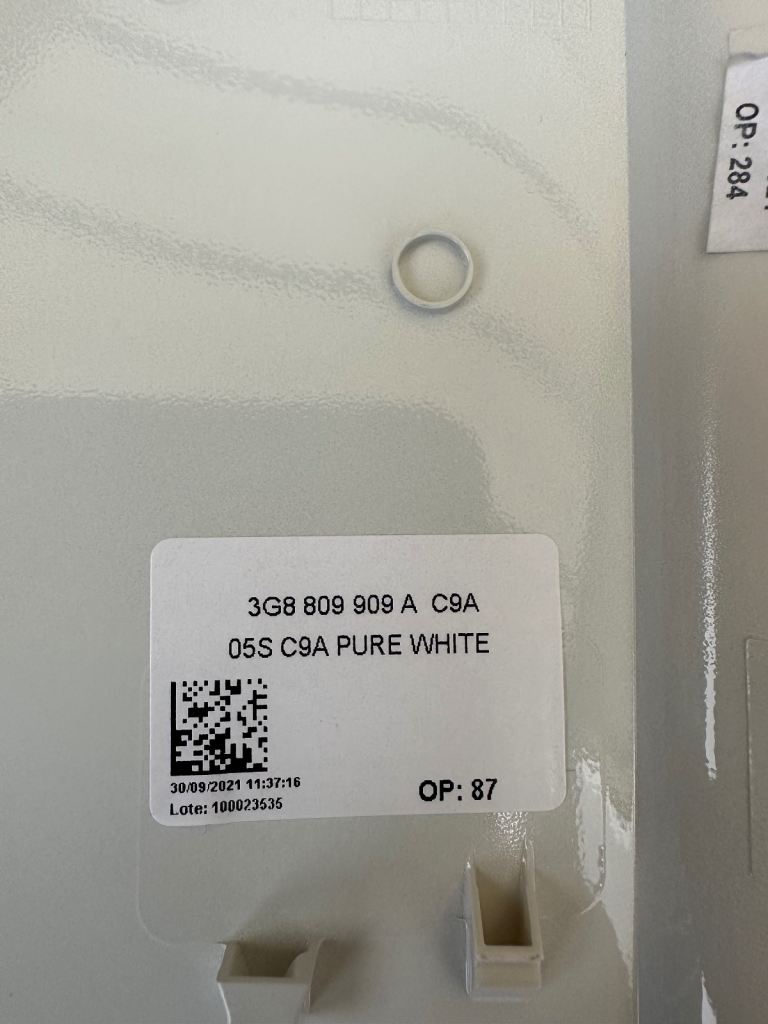 OP: 284
3G8 809 909 A C9A
05S C9A PURE WHITE
30/09/2021 11:37:16
Lote: 100023535
OP: 87